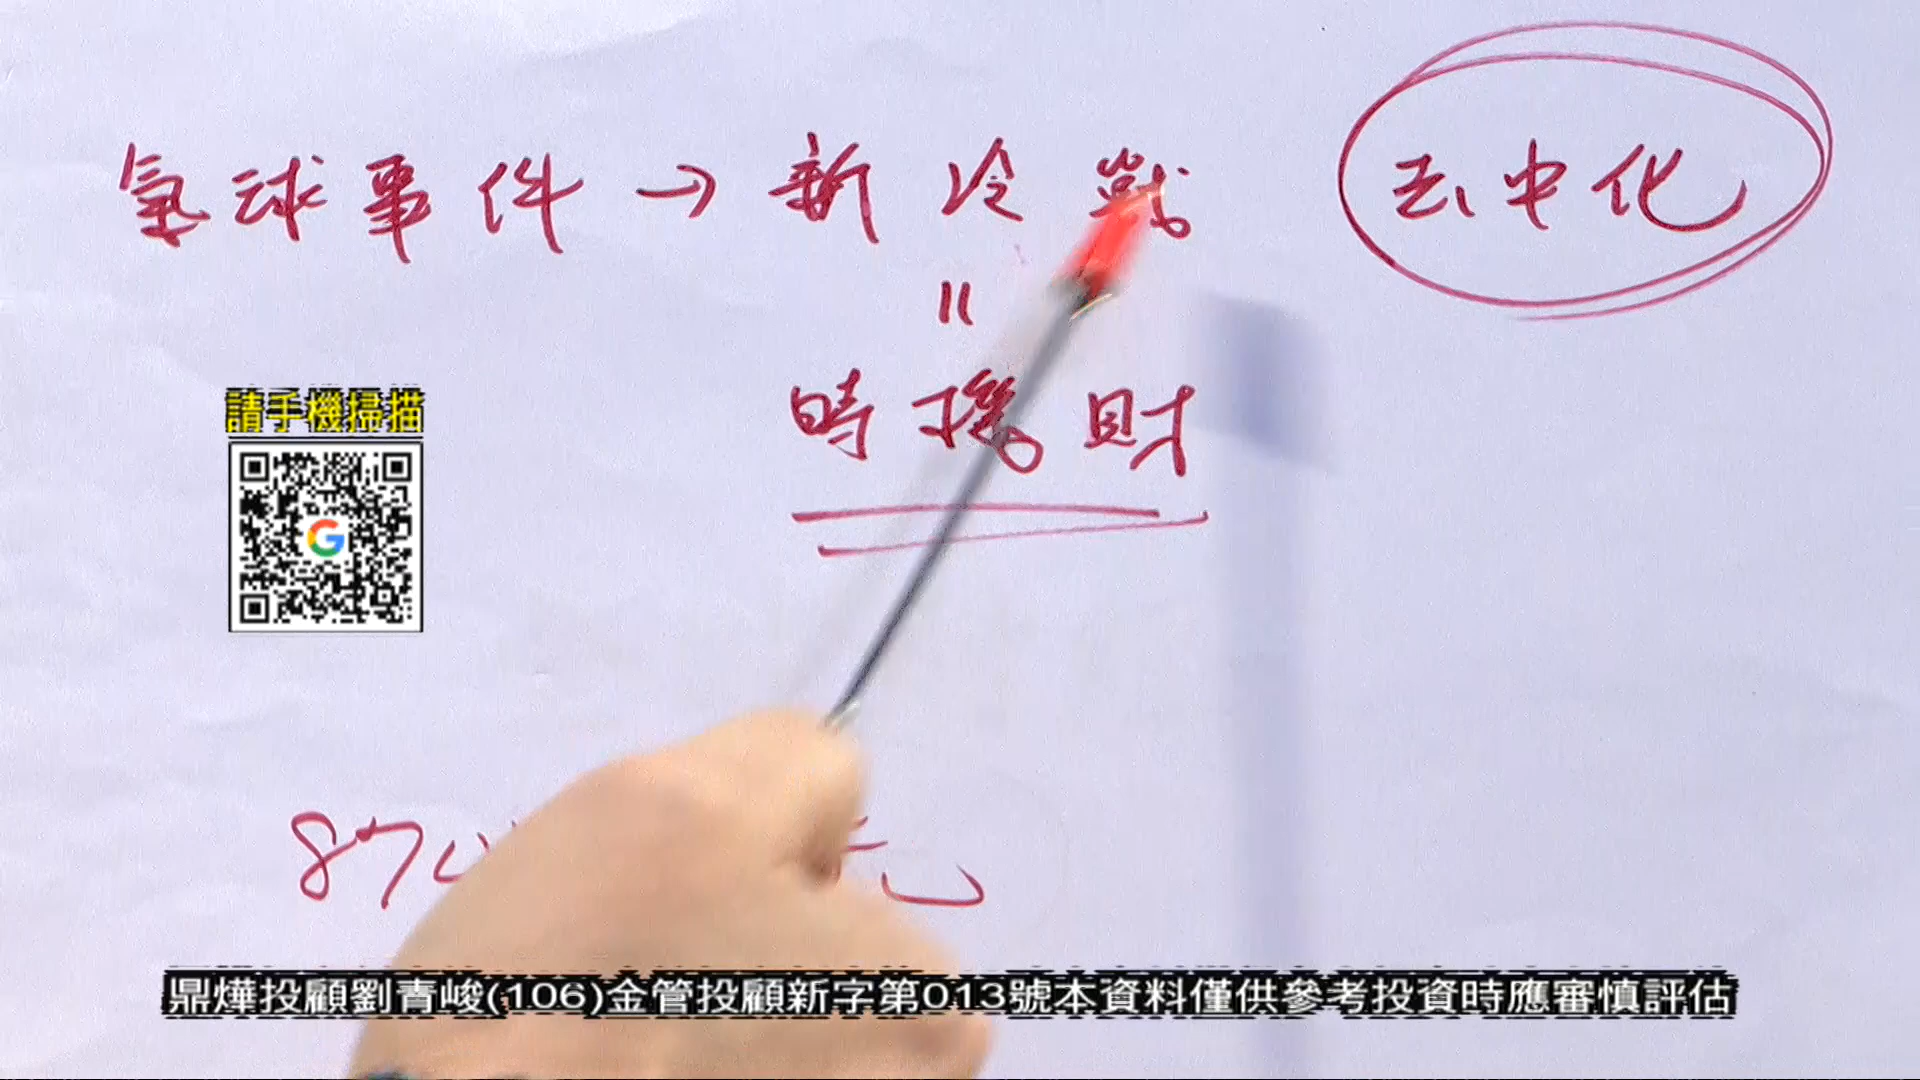 氣球事件→新冷戰 去中化
=
時機財
請手機掃描
87
鼎燁投顧劉青峻(106)金管投顧新字第013號本資料僅供參考投資時應審慎評估